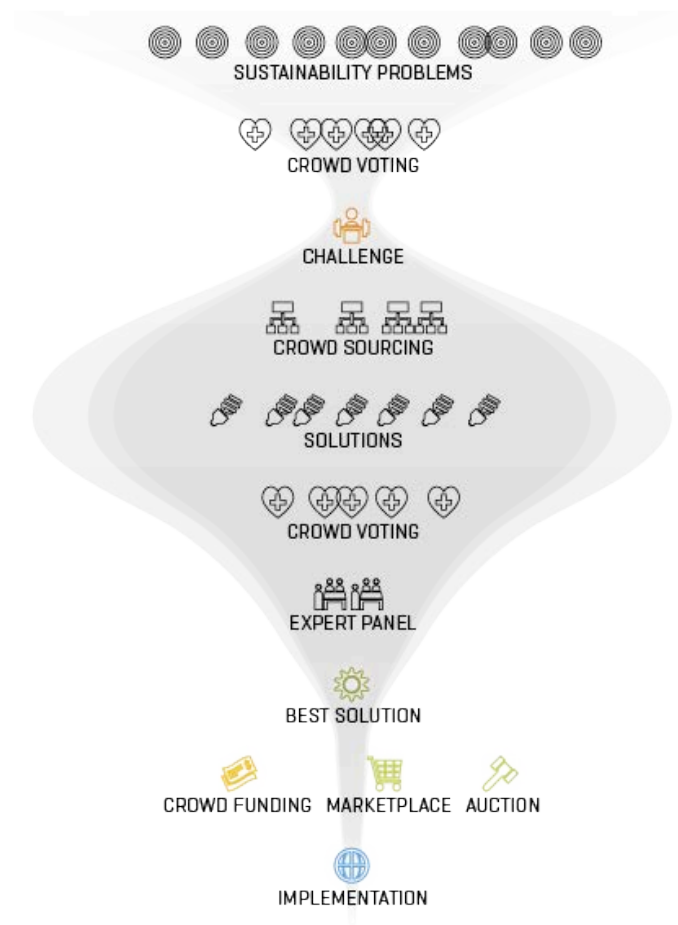 SUSTAINABILITY PROBLEMS
CROWD VOTING
CHALLENGE
CROWD SOURCING
SOLUTIONS
CROWD VOTING
EXPERT PANEL
BEST SOLUTION
CROWD FUNDING MARKETPLACE AUCTION
IMPLEMENTATION